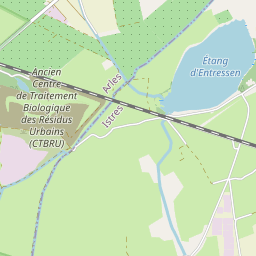 Étang
d'Entressen
Ancien
Centre
de Traitement
Biologique
des Résidus
Urbains
(CTBRU)
Arles
Istres